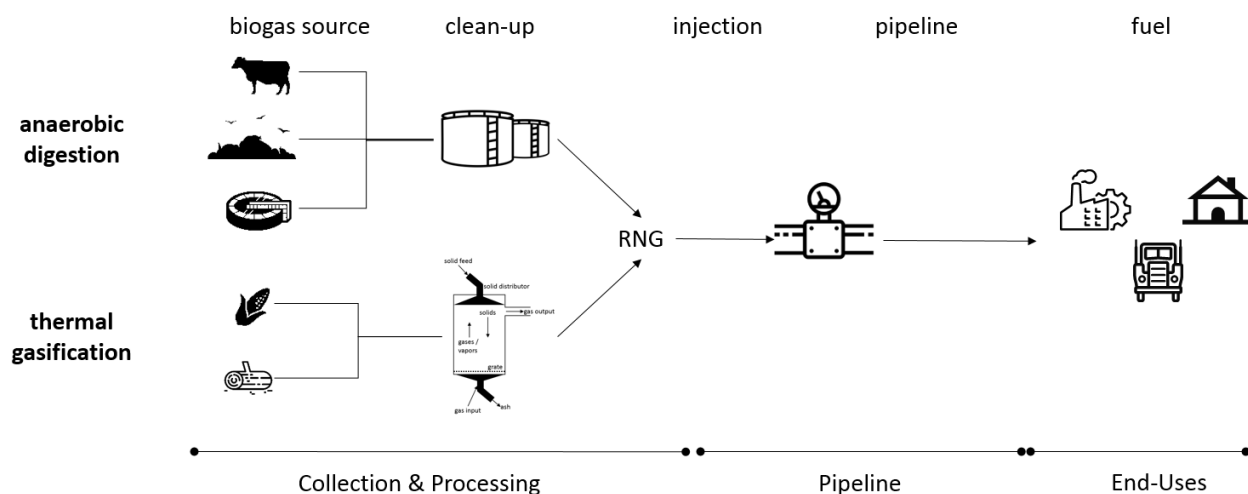 biogas source
clean-up
injection
pipeline
fuel
anaerobic
digestion
RNG
thermal
gasification
solid feed
solid distributor
solids
gas output
gases /
vapors
grate
gas input
ash
Collection & Processing
Pipeline
End-Uses